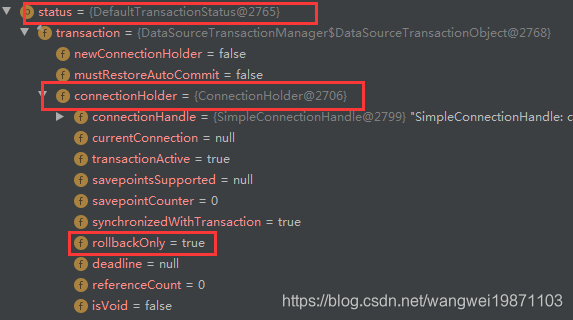 status = {DefaultTransactionStatus@2765}
transaction = {DataSourceTransactionManager$DataSourceTransactionObject@2768}
f newConnectionHolder = false
f mustRestoreAutoCommit = false
f connectionHolder = {ConnectionHolder@2706}
f connectionHandle = {SimpleConnectionHandle@2799} "SimpleConnectionHandle: c
f currentConnection = null
f transactionActive = true
f savepointsSupported = null
f savepointCounter = 0
f synchronizedWithTransaction = true
f rollbackOnly = true
f deadline = null
f referenceCount = 0
f isVoid = false
https://blog.csdn.net/wangwei19871103